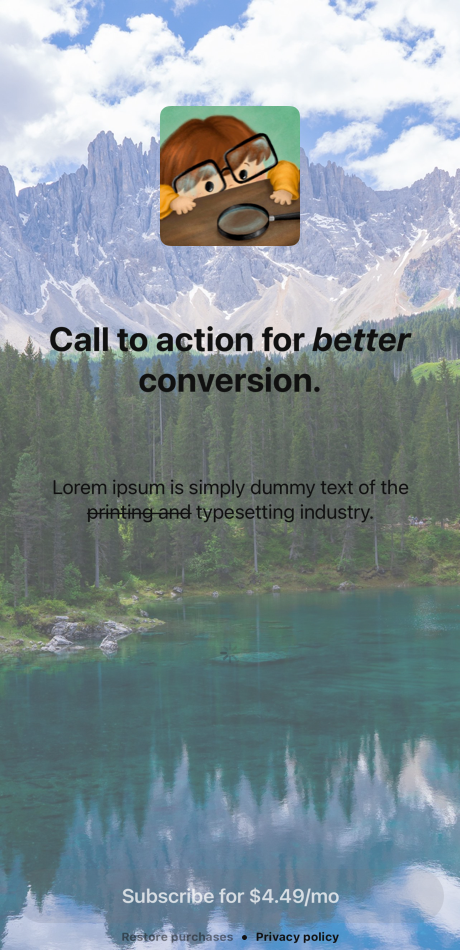 Call to action for better
conversion.
Lorem ipsum is simply dummy text of the
printing and typesetting industry.
Subscribe for $4.49/mo
Restore purchases • Privacy policy